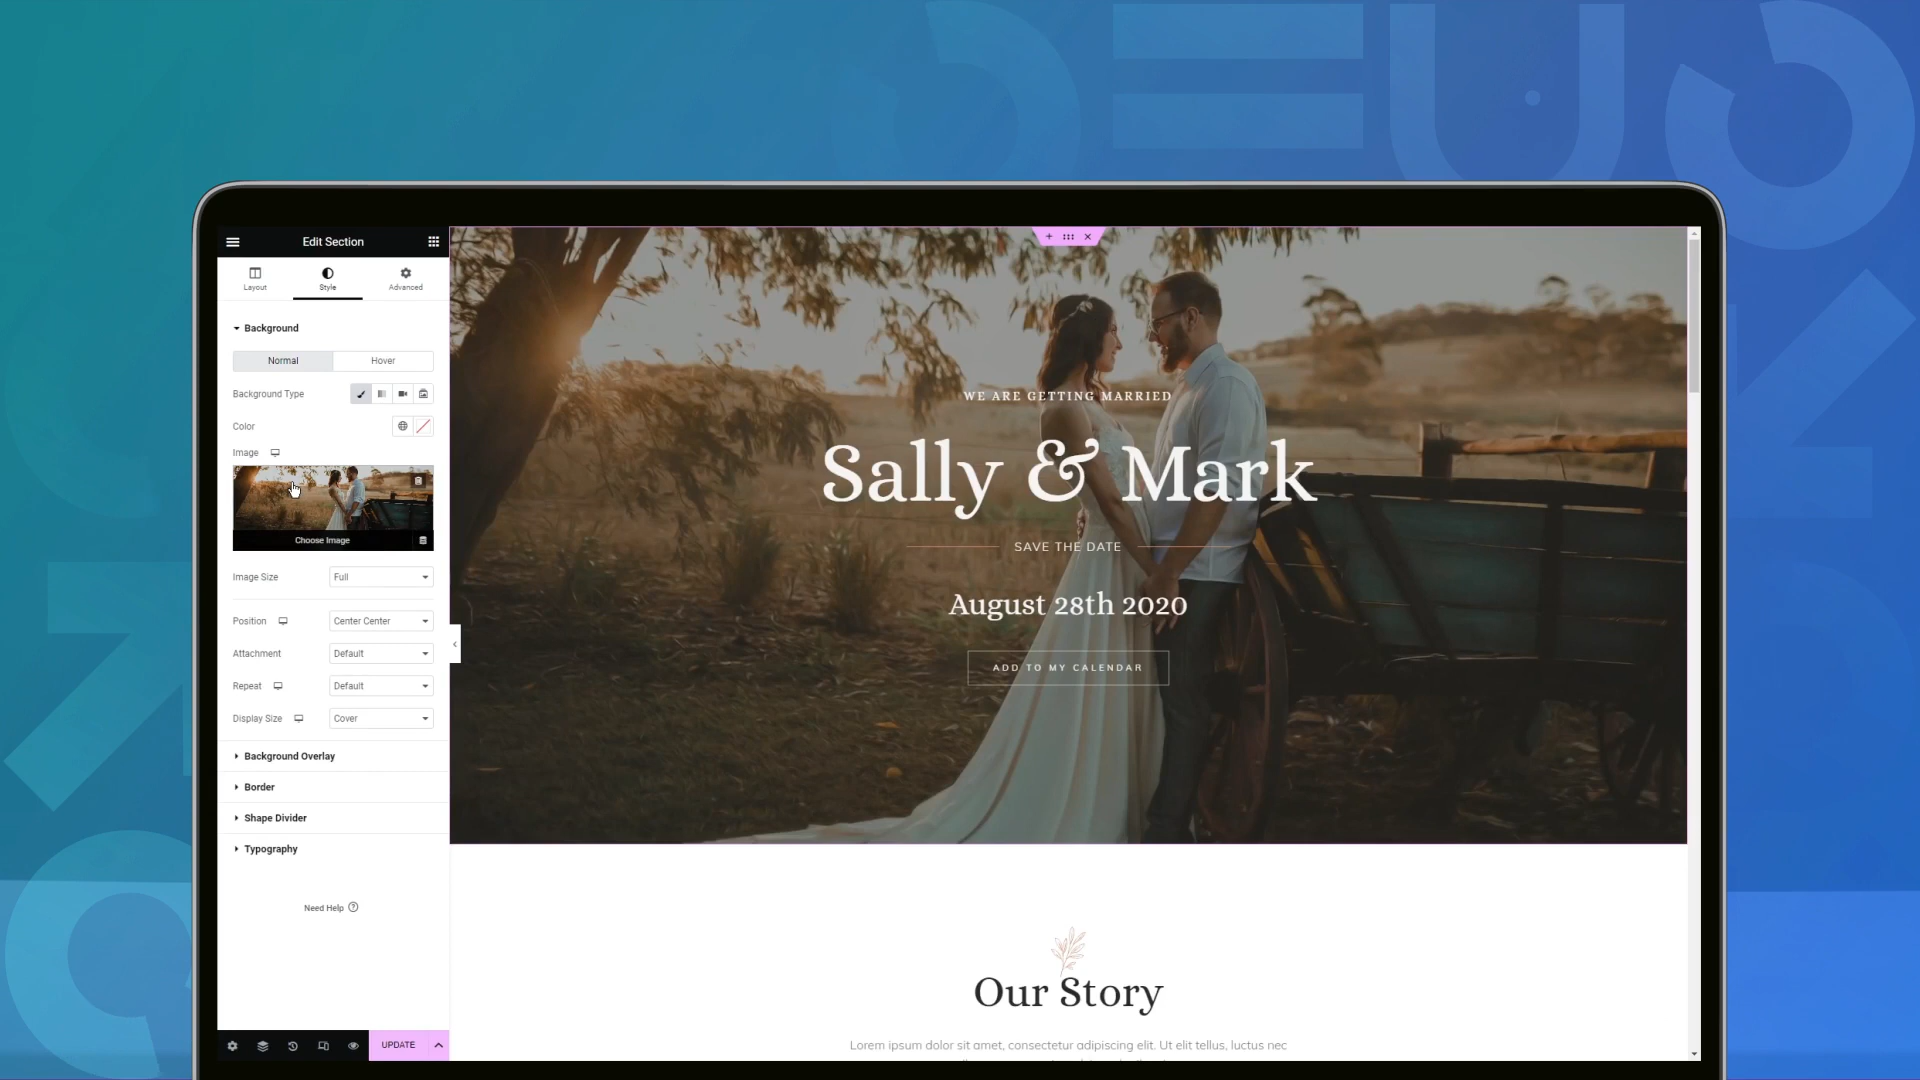 Edit Section
Layout
Style
Advanced
Background
Normal
Hover
Background Type
Color
Image
Choose Image
Image Size
Full
Position
Center Center
Attachment
Default
Repeat
Default
Display Size
Cover
Background Overlay
Border
Shape Divider
Typography
Need Help
UPDATE
WE ARE GETTING MARRIED
Sally & Mark
SAVE THE DATE
August 28th 2020
ADD TO MY CALENDAR
Our Story
Lorem ipsum dolor sit amet, consectetur adipiscing elit. Ut elit tellus, luctus nec